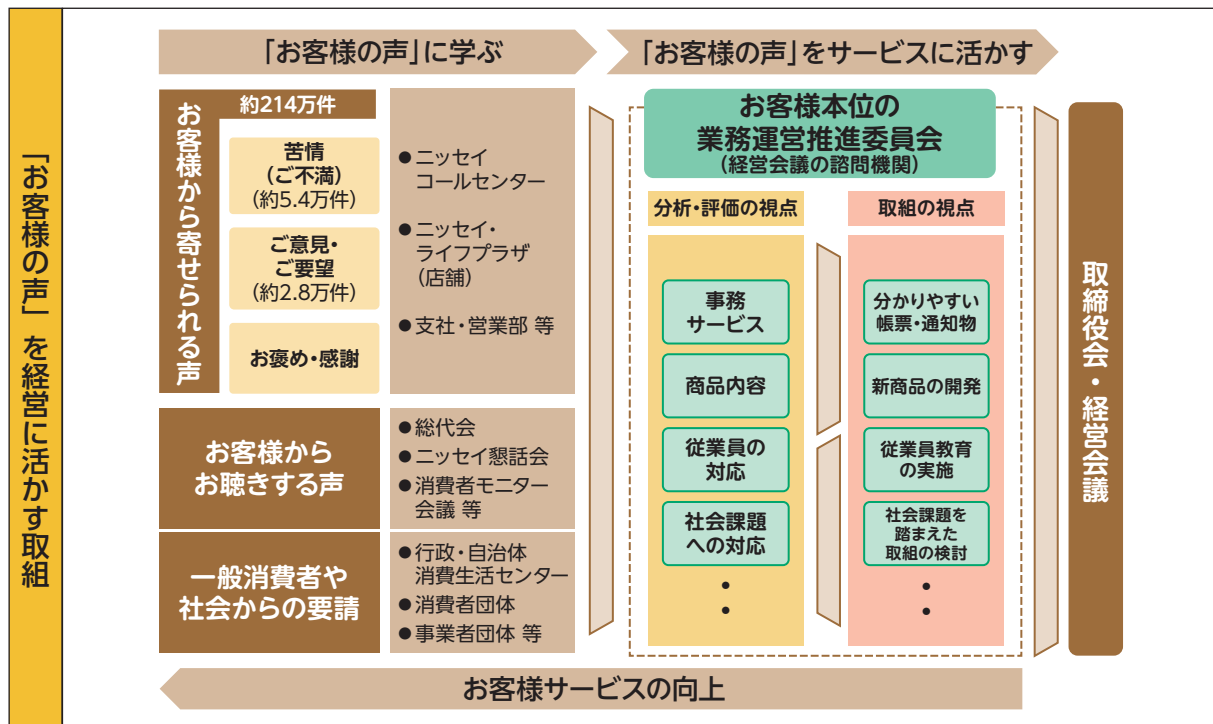 「お客様の声」を経営に活かす取組
「お客様の声」に学ぶ
「お客様の声」をサービスに活かす
お客様から寄せられる声
約214万件
苦情
(ご不満)
(約5.4万件)
ご意見・
ご要望
(約2.8万件)
お褒め・感謝
●ニッセイ
コールセンター
●ニッセイ・
ライフプラザ
(店舗)
●支社・営業部 等
お客様から
お聴きする声
●総代会
●ニッセイ懇話会
●消費者モニター
会議 等
一般消費者や
社会からの要請
●行政・自治体
消費生活センター
●消費者団体
●事業者団体 等
お客様本位の
業務運営推進委員会
(経営会議の諮問機関)
分析・評価の視点
事務
サービス
商品内容
従業員の
対応
社会課題
への対応
・
・
取組の視点
分かりやすい
帳票・通知物
新商品の開発
従業員教育
の実施
社会課題を
踏まえた
取組の検討
・
・
取締役会・経営会議
お客様サービスの向上